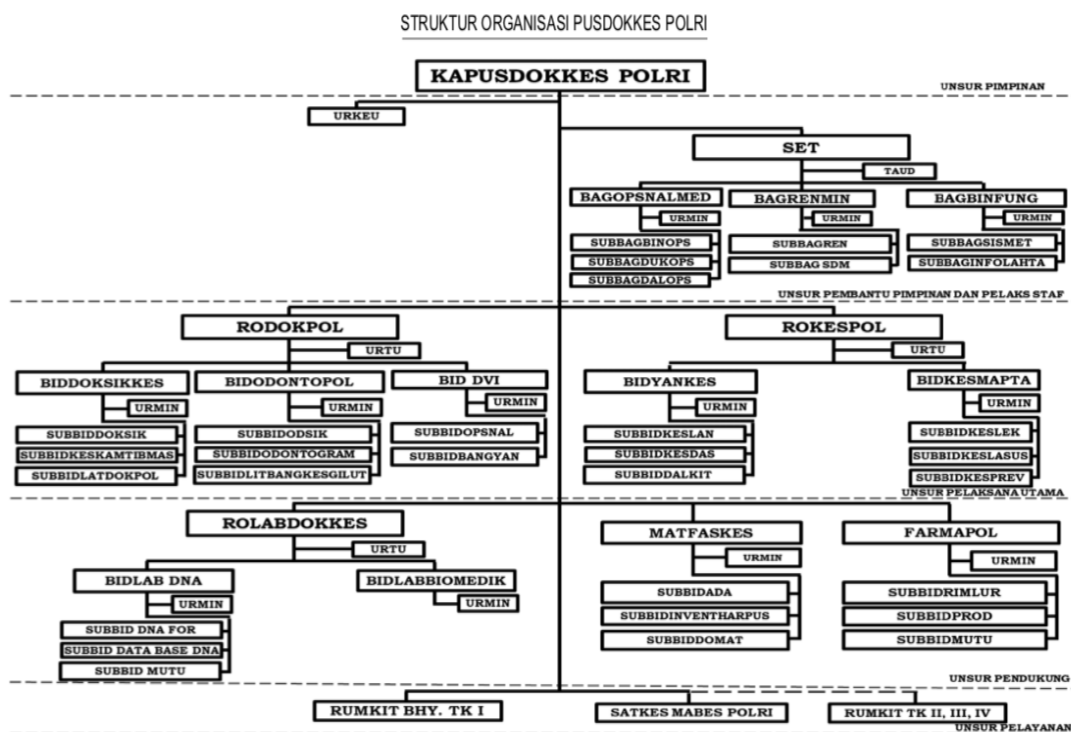 STRUKTUR ORGANISASI PUSDOKKES POLRI
KAPUSDOKKES POLRI
UNSUR PIMPINAN
URKEU
SET
TAUD
BAGOPSNALMED
BAGRENMIN
BAGBINFUNG
URMIN
URMIN
URMIN
SUBBAGBINOPS
SUBBAGREN
SUBBAGSISMET
SUBBAGDUKOPS
SUBBAG SDM
SUBBAGINFOLAHTA
SUBBAGDALOPS
UNSUR PEMBANTU PIMPINAN DAN PELAKS STAF
RODOKPOL
ROKESPOL
URTU
URTU
BIDDOKSIKKES
BIDODONTOPOL
BID DVI
BIDYANKES
BIDKESMAPTA
URMIN
URMIN
URMIN
URMIN
URMIN
SUBBIDDOKSIK
SUBBIDODSIK
SUBBIDOPSNAL
SUBBIDKESLAN
SUBBIDKESLEK
SUBBIDKESKAMTIBMAS
SUBBIDODONTOGRAM
SUBBIDBANGYAN
SUBBIDKESDAS
SUBBIDKESLASUS
SUBBIDLATDOKPOL
SUBBIDLITBANGKESGILUT
SUBBIDDALKIT
SUBBIDKESPREV
UNSUR PELAKSANA UTAMA
ROLABDOKKES
MATFASKES
FARMAPOL
URTU
URMIN
URMIN
BIDLAB DNA
BIDLABBIOMEDIK
URMIN
URMIN
SUBBIDADA
SUBBIDRIMLUR
SUBBID DNA FOR
SUBBIDINVENTHARPUS
SUBBIDPROD
SUBBID DATA BASE DNA
SUBBIDDOMAT
SUBBIDMUTU
SUBBID MUTU
UNSUR PENDUKUNG
RUMKIT BHY. TK I
SATKES MABES POLRI
RUMKIT TK II, III, IV
UNSUR PELAYANAN